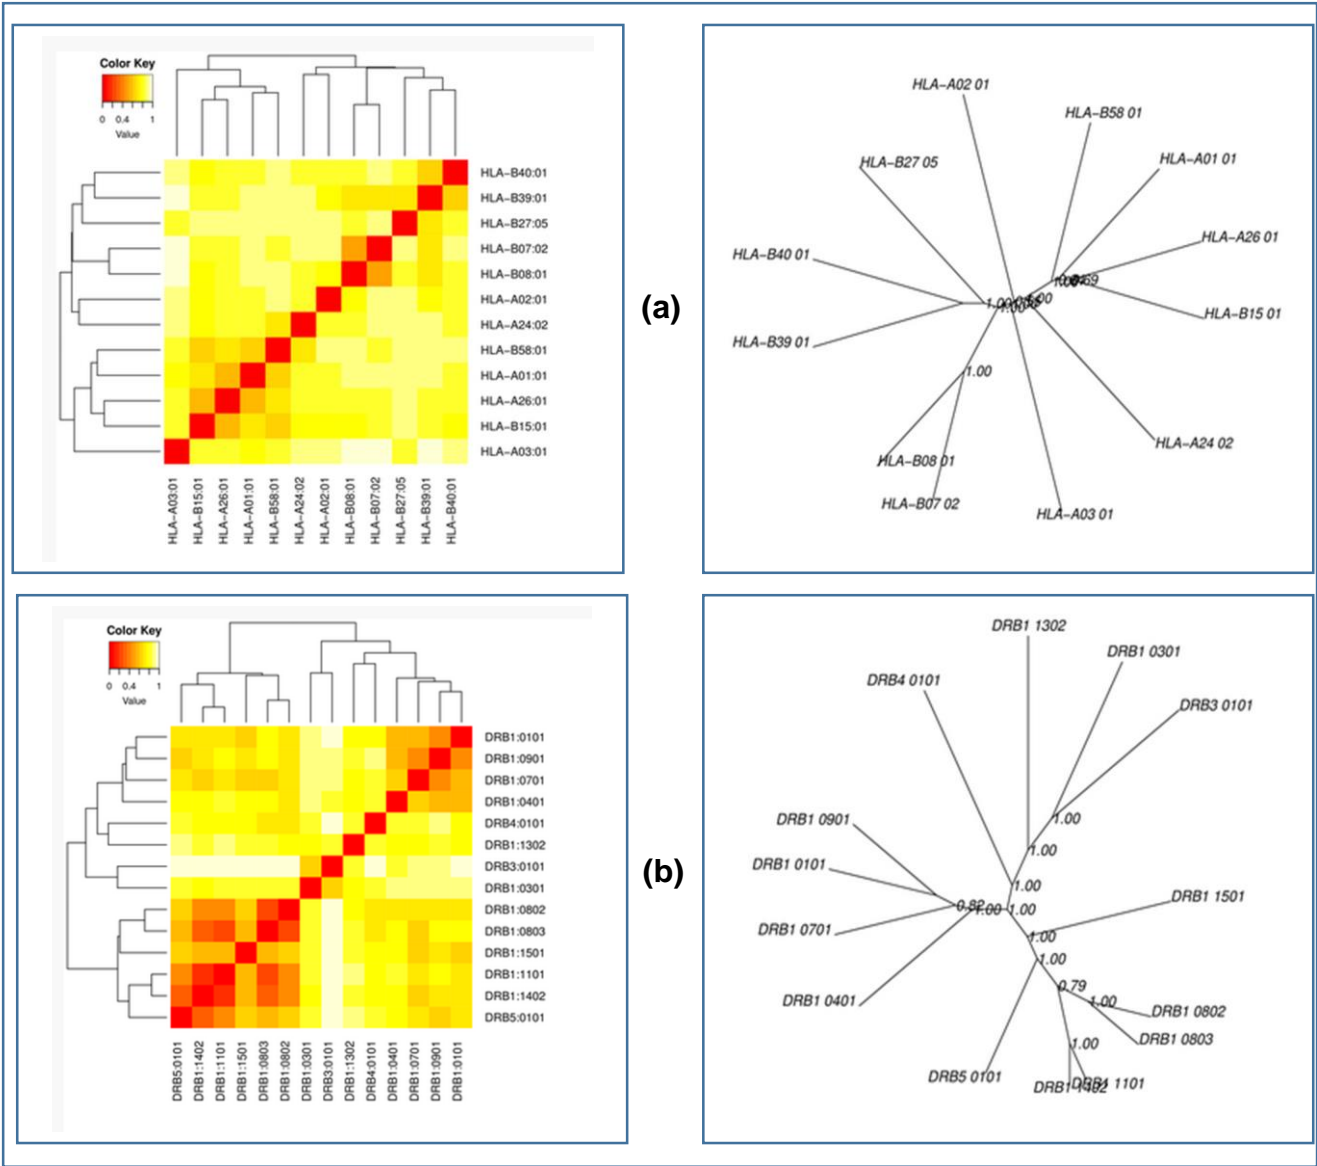 Color Key
0 0.4 1
Value
HLA-B40:01
HLA-B39:01
HLA-B27:05
HLA-B07:02
HLA-B08:01
HLA-A02:01
HLA-A24:02
HLA-B58:01
HLA-A01:01
HLA-A26:01
HLA-B15:01
HLA-A03:01
HLA-A03:01
HLA-B15:01
HLA-A26:01
HLA-A01:01
HLA-B58:01
HLA-A24:02
HLA-A02:01
HLA-B08:01
HLA-B07:02
HLA-B27:05
HLA-B39:01
HLA-B40:01
(a)
HLA-A02 01
HLA-B58 01
HLA-A01 01
HLA-B27 05
HLA-A26 01
HLA-B40 01
HLA-B15 01
HLA-B39 01
1.00
HLA-A24 02
HLA-B08 01
HLA-B07 02
HLA-A03 01
Color Key
0 0.4 1
Value
DRB1:0101
DRB1:0901
DRB1:0701
DRB1:0401
DRB4:0101
DRB1:1302
DRB3:0101
DRB1:0301
DRB1:0802
DRB1:0803
DRB1:1501
DRB1:1101
DRB1:1402
DRB5:0101
DRB5:0101
DRB1:1402
DRB1:1101
DRB1:1501
DRB1:0803
DRB1:0802
DRB1:0301
DRB3:0101
DRB1:1302
DRB4:0101
DRB1:0401
DRB1:0701
DRB1:0901
DRB1:0101
(b)
DRB1 1302
DRB1 0301
DRB4 0101
DRB3 0101
DRB1 0901
1.00
1.00
DRB1 0101
1.00
DRB1 1501
0.82 1.00 1.00
DRB1 0701
1.00
1.00
0.79
DRB1 0401
1.00
DRB1 0802
DRB1 0803
1.00
DRB5 0101
DRB1 1402
DRB1 1101